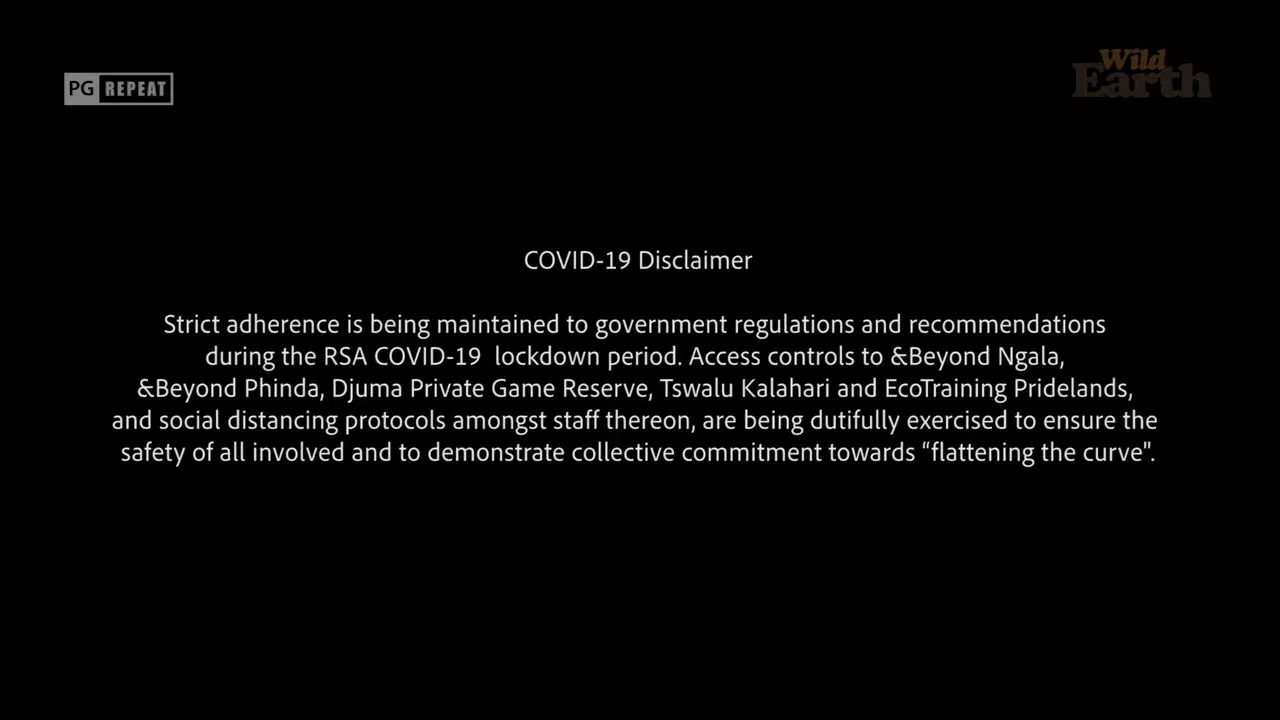 PG REPEAT
Wild
Earth
COVID-19 Disclaimer
Strict adherence is being maintained to government regulations and recommendations
during the RSA COVID-19 lockdown period. Access controls to &Beyond Ngala,
&Beyond Phinda, Djuma Private Game Reserve, Tswalu Kalahari and EcoTraining Pridelands,
and social distancing protocols amongst staff thereon, are being dutifully exercised to ensure the
safety of all involved and to demonstrate collective commitment towards “flattening the curve".